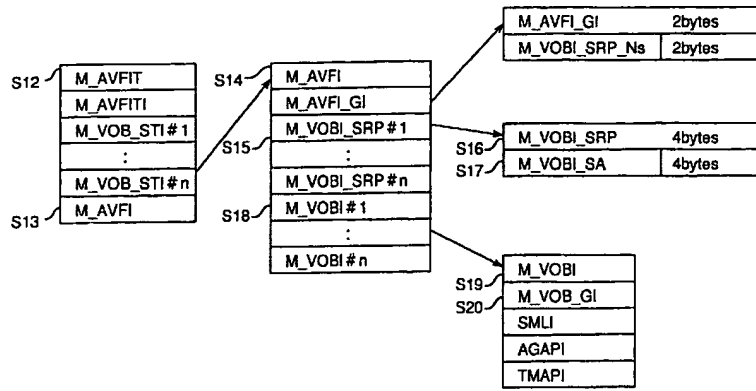 S12 M_AVFIT
M_AVFITI
M_VOB_STI#1
:
M_VOB_STI#n
S13 M_AVFI
S14 M_AVFI
M_AVFI_GI
S15 M_VOBI_SRP#1
:
M_VOBI_SRP#n
S18 M_VOBI#1
:
M_VOBI#n
M_AVFI_GI 2bytes
M_VOBI_SRP_Ns 2bytes
S16 M_VOBI_SRP 4bytes
S17 M_VOBI_SA 4bytes
S19 M_VOBI
S20 M_VOB_GI
SMLI
AGAPI
TMAPI